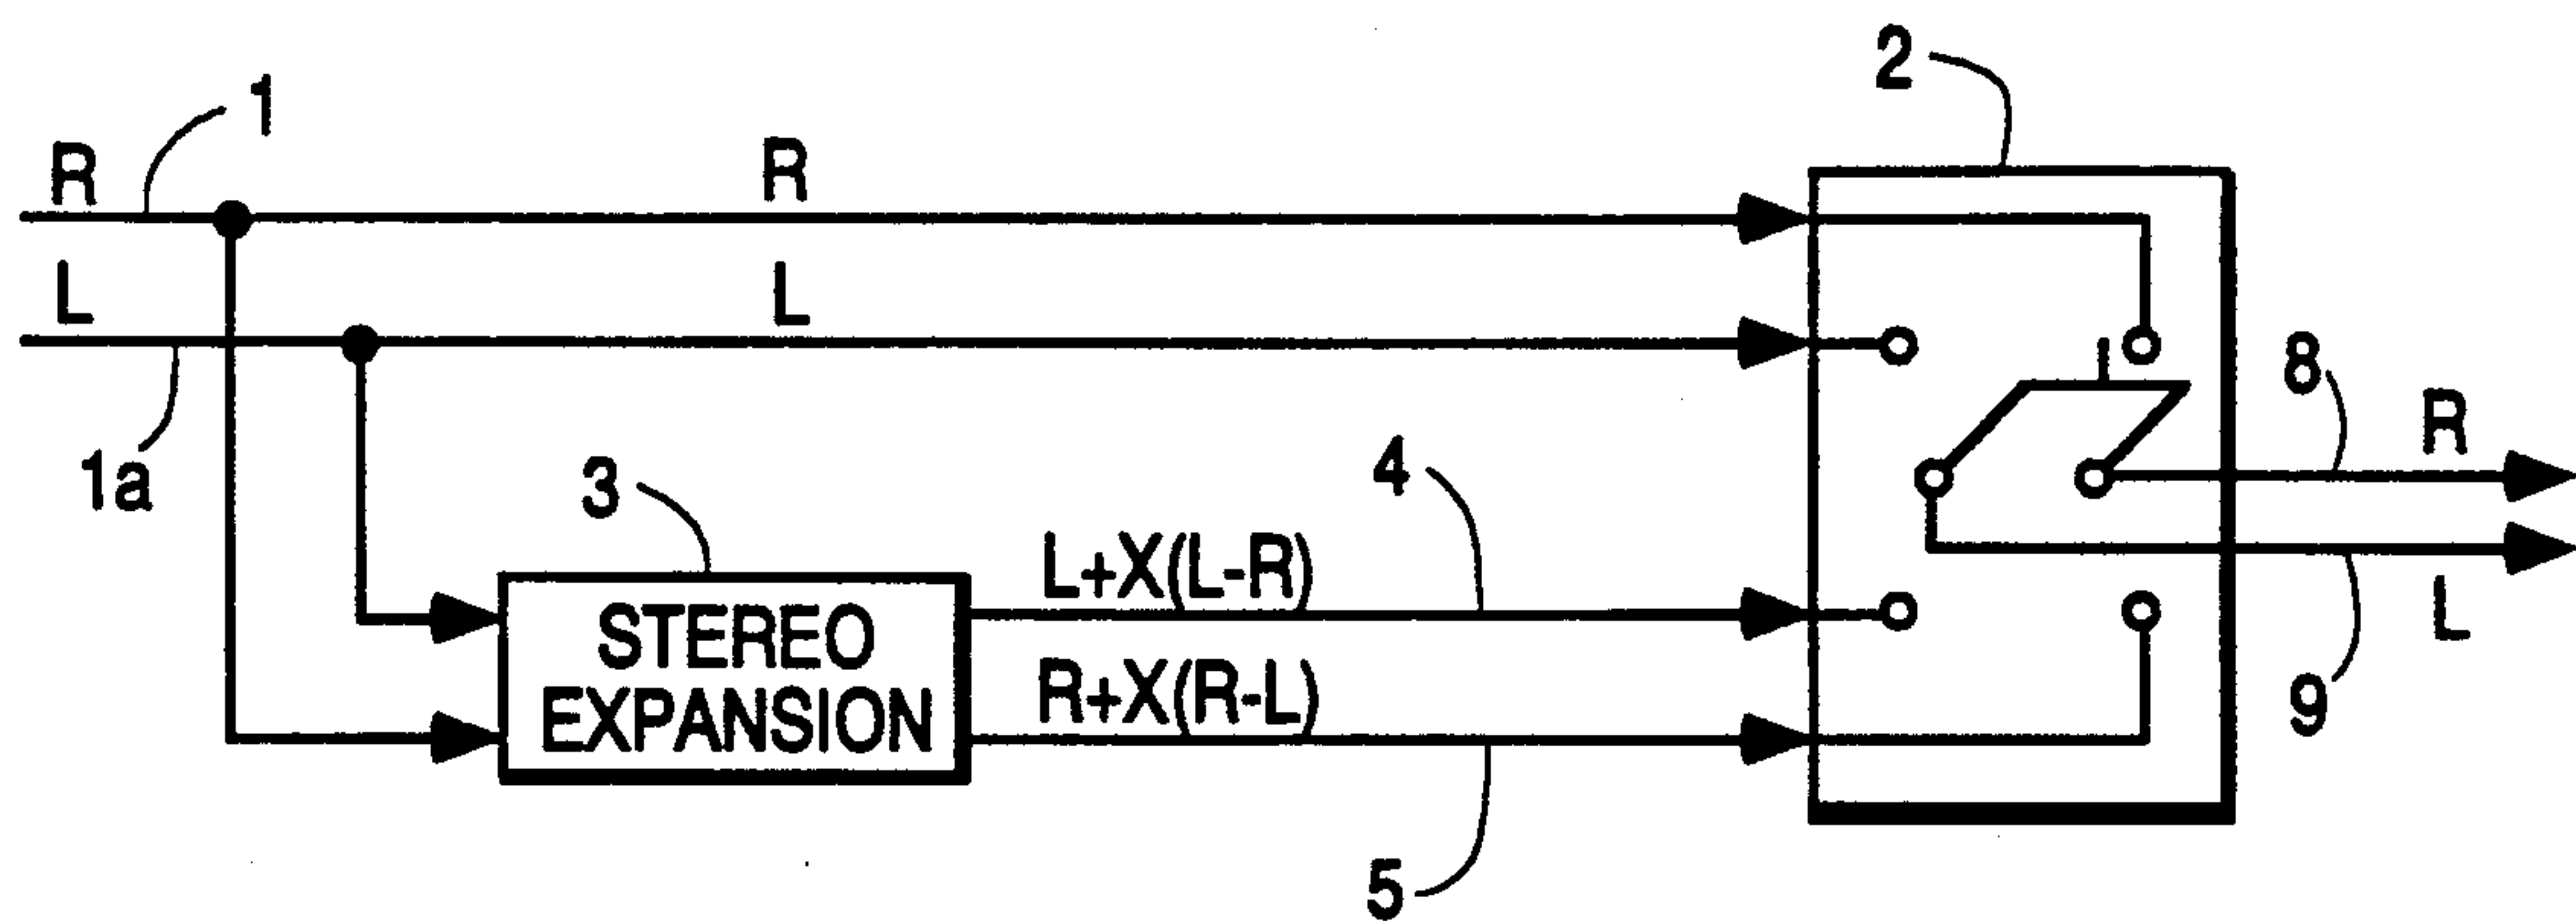 2
1
R
R
L
L
8
R
1a
3
4
L+X(L-R)
STEREO
EXPANSION
R+X(R-L)
L
9
5